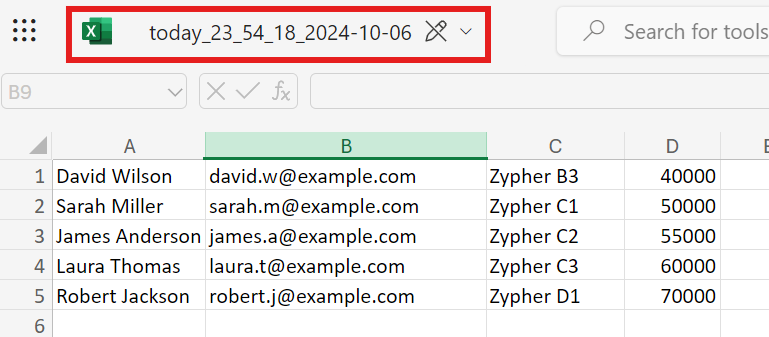 today_23_54_18_2024-10-06
Search for tools
B9
fx
A B C D
1 David Wilson david.w@example.com Zypher B3 40000
2 Sarah Miller sarah.m@example.com Zypher C1 50000
3 James Anderson james.a@example.com Zypher C2 55000
4 Laura Thomas laura.t@example.com Zypher C3 60000
5 Robert Jackson robert.j@example.com Zypher D1 70000
6